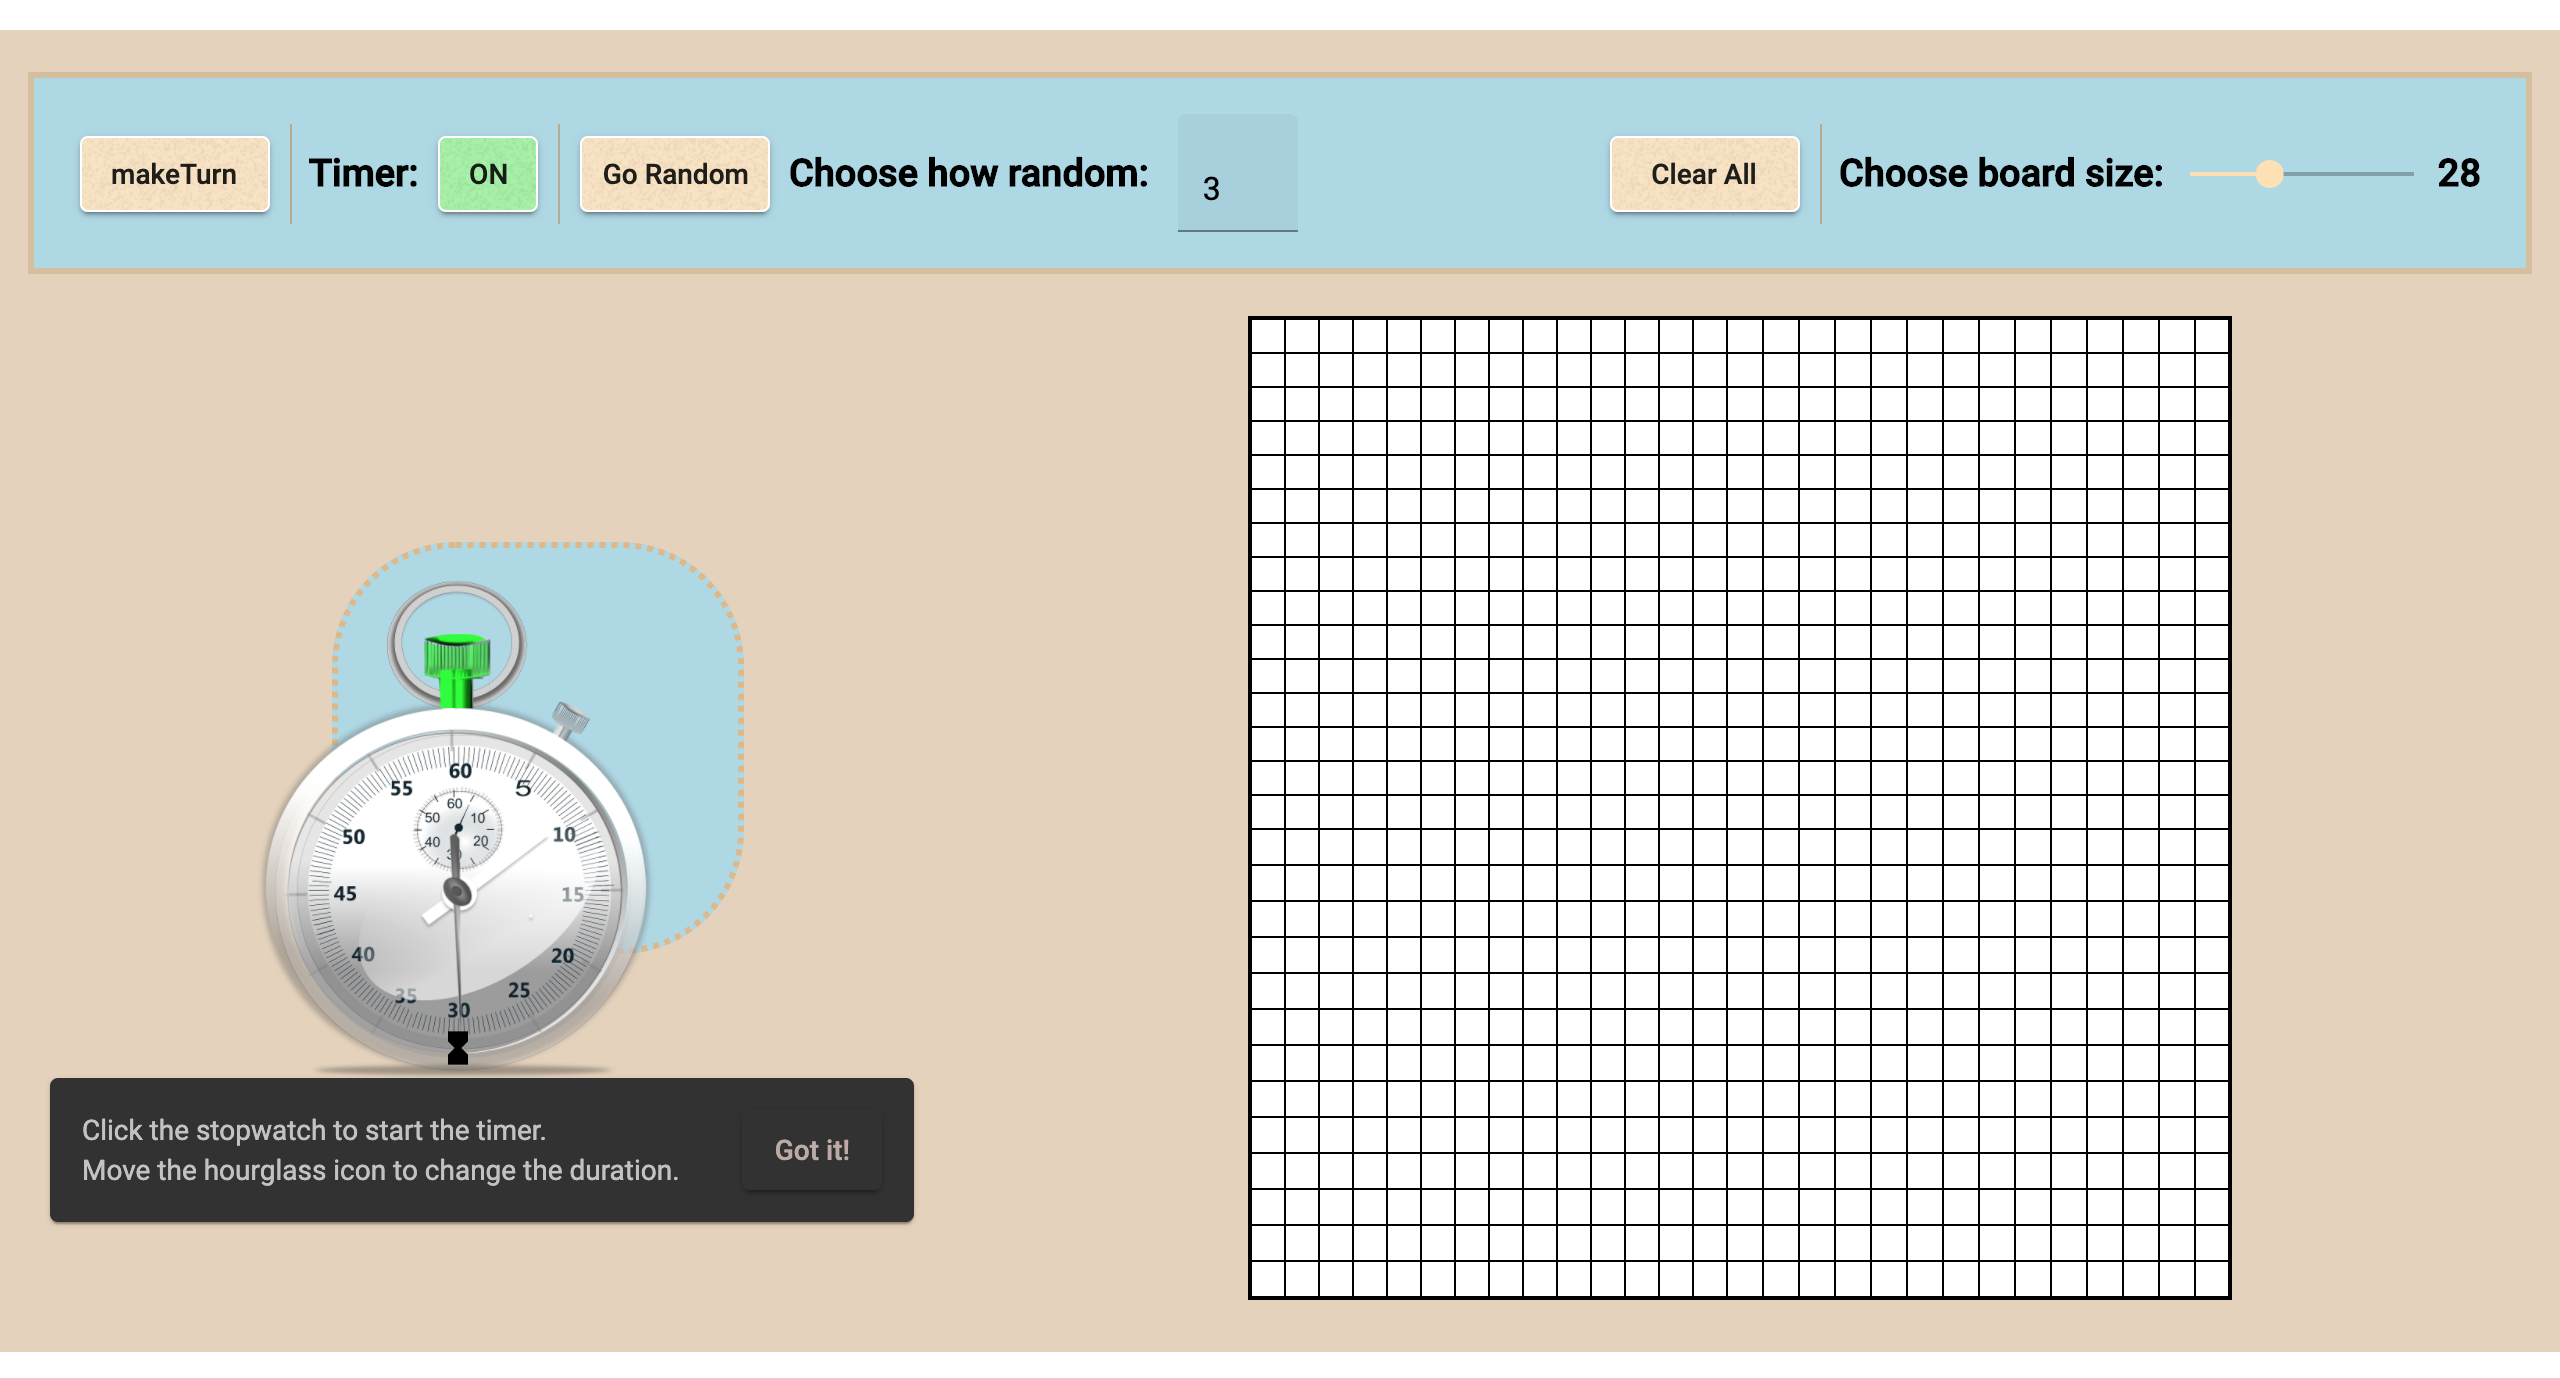 makeTurn
Timer:
ON
Go Random
Choose how random:
3
Clear All
Choose board size:
28
60
5
10
15
20
25
30
35
40
45
50
55
60
10
20
40
50
Click the stopwatch to start the timer.
Move the hourglass icon to change the duration.
Got it!